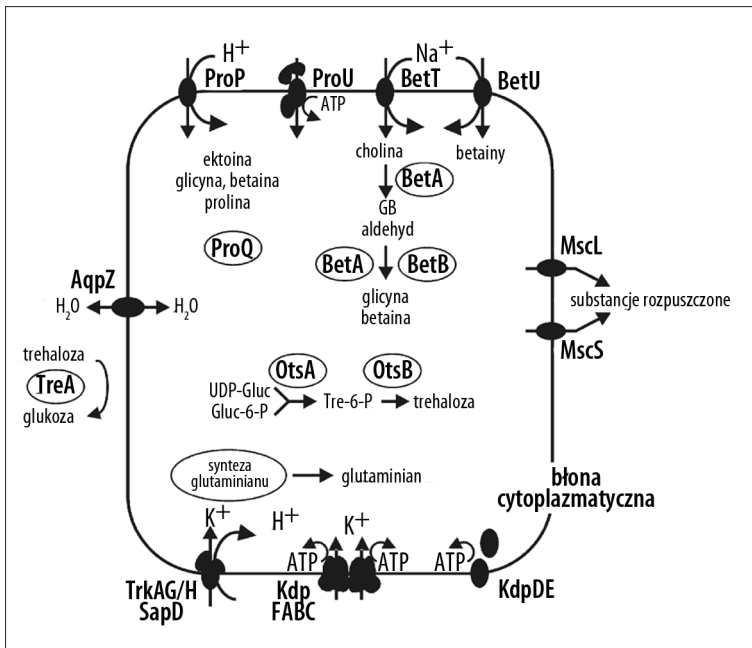 H+
Na+
ProP
ProU
BetT
BetU
ATP
ektoina
glicyna, betaina
prolina
cholina
betainy
BetA
GB
aldehyd
ProQ
BetA
BetB
glicyna
betaina
AqpZ
H2O
H2O
MscL
substancje rozpuszczone
MscS
trehaloza
TreA
glukoza
OtsA
OtsB
UDP-Gluc
Gluc-6-P
Tre-6-P
trehaloza
synteza
glutaminianu
glutaminian
błona
cytoplazmatyczna
K+
H+
K+
ATP
ATP
ATP
TrkAG/H
SapD
Kdp
FABC
KdpDE